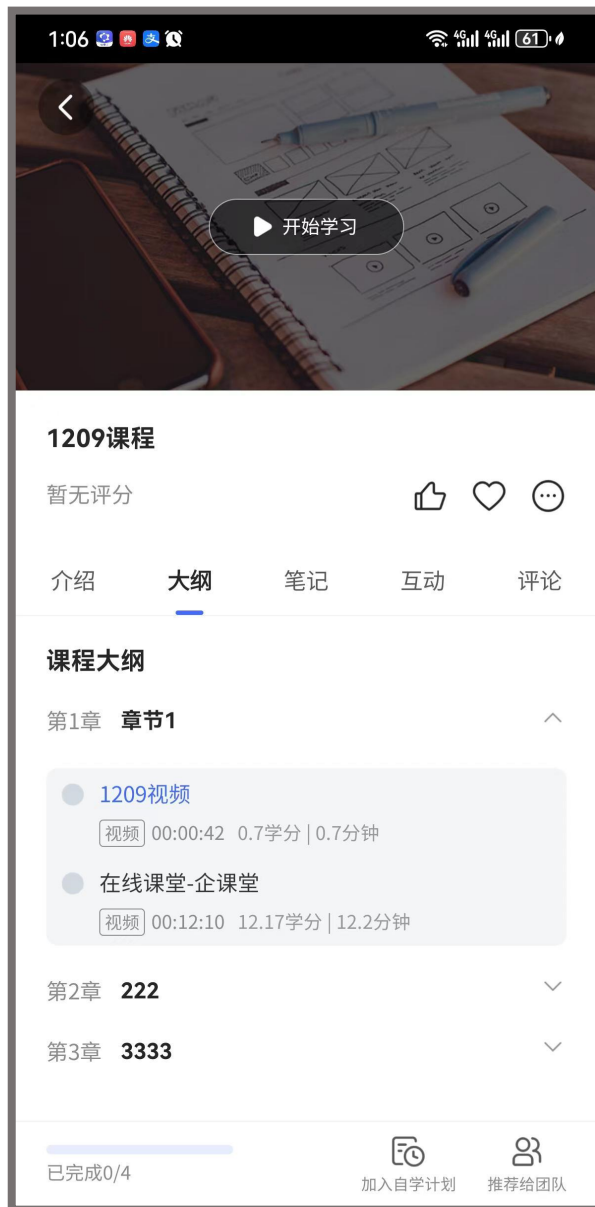 1:06 4G 4G 61
开始学习
1209课程
暂无评分
介绍 大纲 笔记 互动 评论
课程大纲
第1章 章节1
1209视频
视频 00:00:42 0.7学分 | 0.7分钟
在线课堂-企课堂
视频 00:12:10 12.17学分 | 12.2分钟
第2章 222
第3章 3333
已完成0/4 加入自学计划 推荐给团队